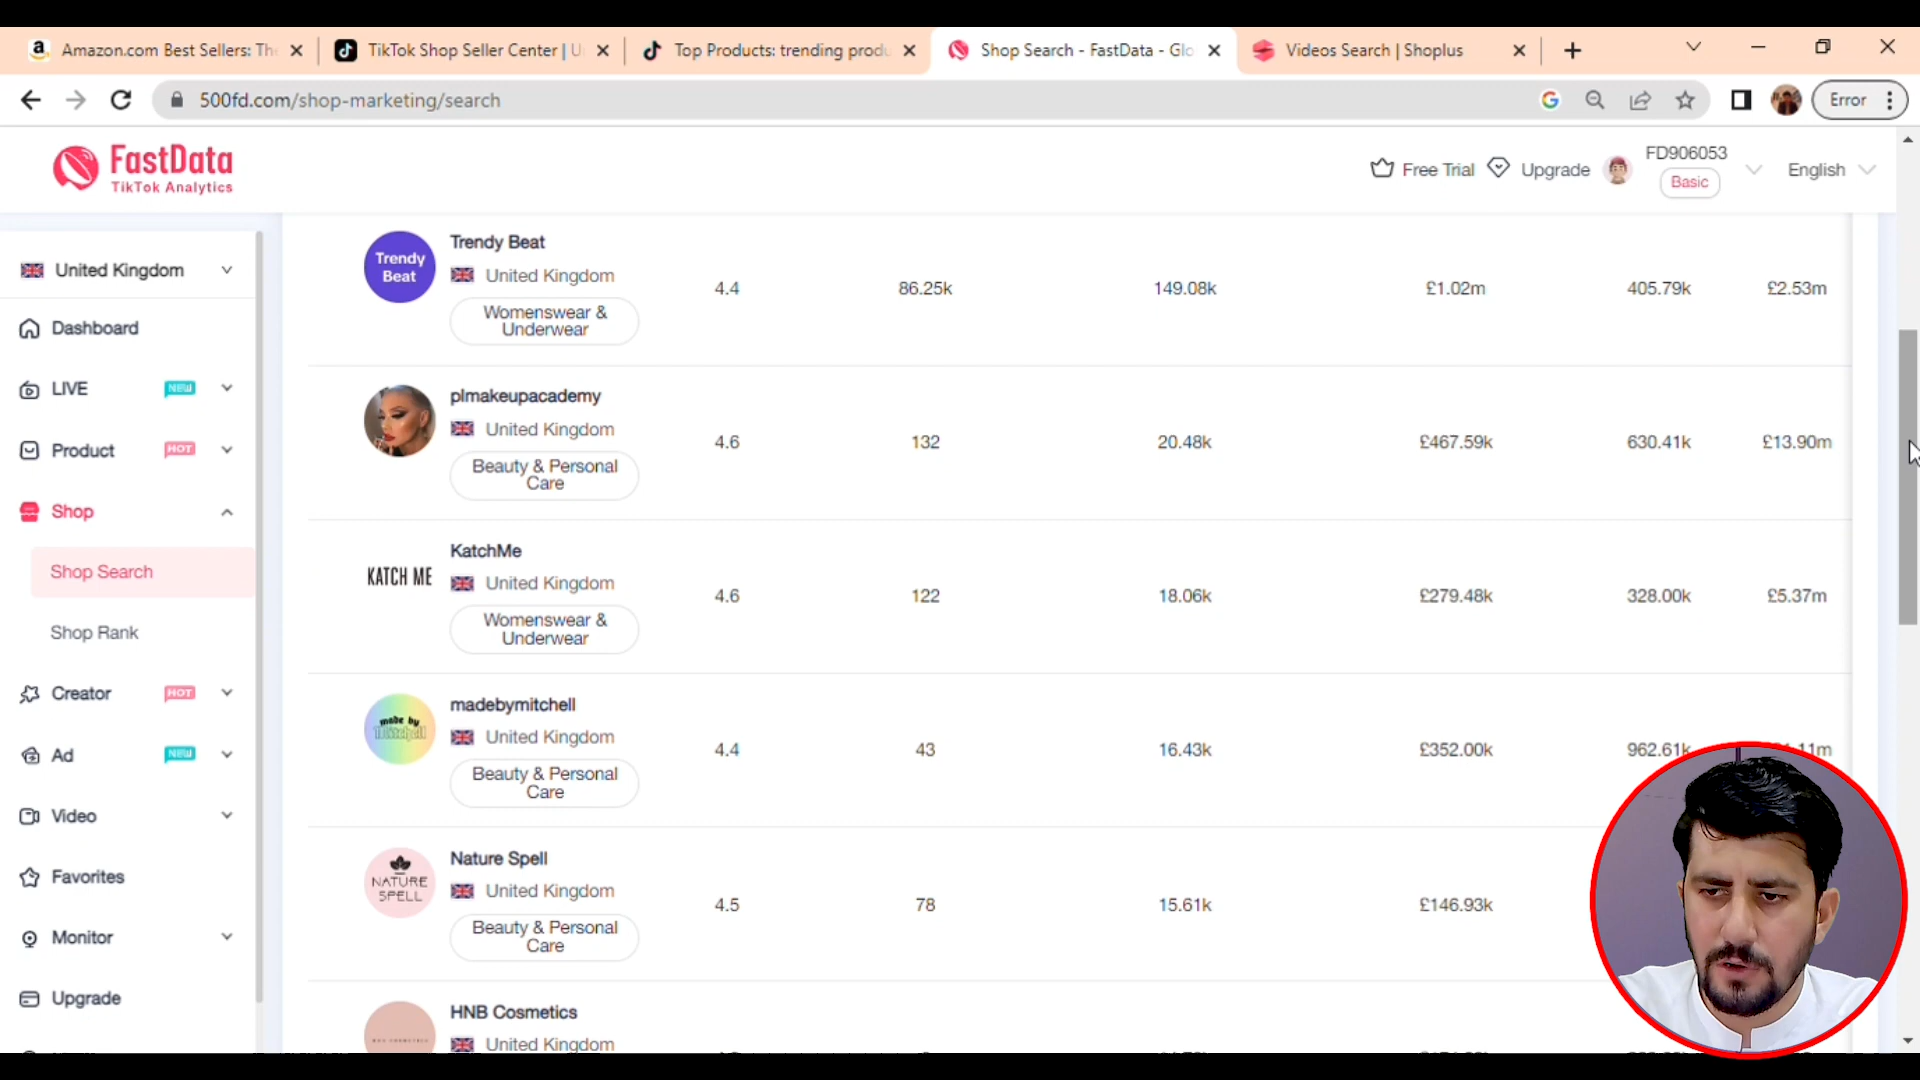 a Amazon.com Best Sellers: Th
TikTok Shop Seller Center | U
Top Products: trending produ
Shop Search - FastData - Glo
Videos Search | Shoplus
500fd.com/shop-marketing/search
Error
FastData
TikTok Analytics
Free Trial
Upgrade
FD906053
Basic
English
United Kingdom
Dashboard
LIVE NEW
Product HOT
Shop
Shop Search
Shop Rank
Creator HOT
Ad NEW
Video
Favorites
Monitor
Upgrade
Trendy
Beat
Trendy Beat
United Kingdom
Womenswear &
Underwear
4.4 86.25k 149.08k £1.02m 405.79k £2.53m
plmakeupacademy
United Kingdom
Beauty & Personal
Care
4.6 132 20.48k £467.59k 630.41k £13.90m
KATCH ME
KatchMe
United Kingdom
Womenswear &
Underwear
4.6 122 18.06k £279.48k 328.00k £5.37m
made by
Mitchell
madebymitchell
United Kingdom
Beauty & Personal
Care
4.4 43 16.43k £352.00k 962.61k
NATURE
SPELL
Nature Spell
United Kingdom
Beauty & Personal
Care
4.5 78 15.61k £146.93k
HNB Cosmetics
United Kingdom